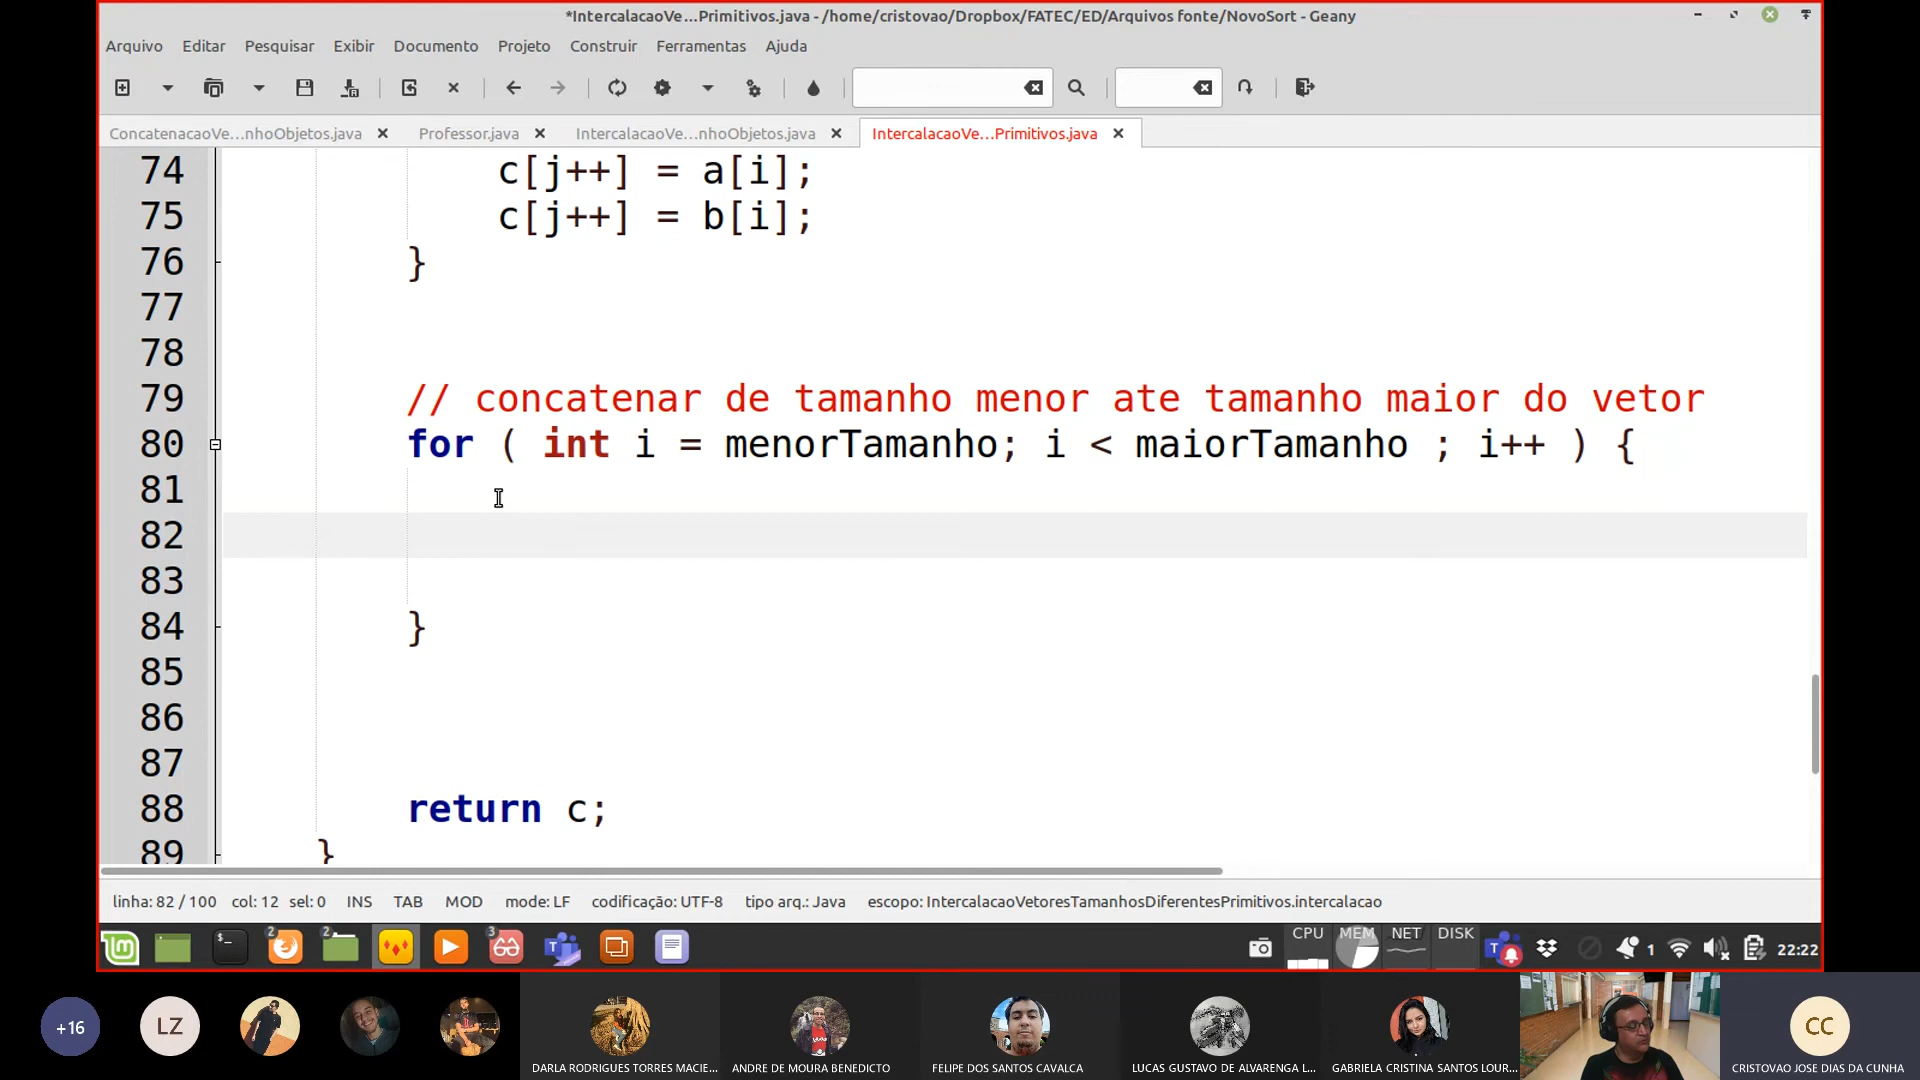 *IntercalacaoVe...Primitivos.java - /home/cristovao/Dropbox/FATEC/ED/Arquivos fonte/NovoSort - Geany
Arquivo Editar Pesquisar Exibir Documento Projeto Construir Ferramentas Ajuda
ConcatenacaoVe...nhoObjetos.java Professor.java IntercalacaoVe...nhoObjetos.java IntercalacaoVe...Primitivos.java
74 c[j++] = a[i];
75 c[j++] = b[i];
76 }
77
78
79 // concatenar de tamanho menor ate tamanho maior do vetor
80 for ( int i = menorTamanho; i < maiorTamanho ; i++ ) {
81
82
83
84 }
85
86
87
88 return c;
89 }
linha: 82 / 100 col: 12 sel: 0 INS TAB MOD mode: LF codificação: UTF-8 tipo arq.: Java escopo: IntercalacaoVetoresTamanhosDiferentesPrimitivos.intercalacao
2 2 3 CPU MEM NET DISK 1 22:22
+16 LZ CC
DARLA RODRIGUES TORRES MACIE... ANDRE DE MOURA BENEDICTO FELIPE DOS SANTOS CAVALCA LUCAS GUSTAVO DE ALVARENGA L... GABRIELA CRISTINA SANTOS LOUR... CRISTOVAO JOSE DIAS DA CUNHA